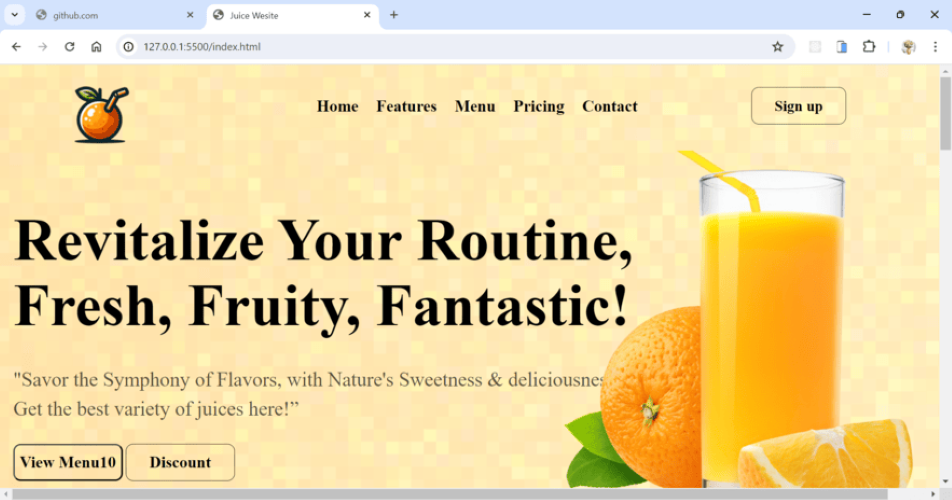 github.com
Juice Wesite
127.0.0.1:5500/index.html
Home Features Menu Pricing Contact
Sign up
Revitalize Your Routine,
Fresh, Fruity, Fantastic!
"Savor the Symphony of Flavors, with Nature's Sweetness & deliciousnes
Get the best variety of juices here!”
View Menu10 Discount